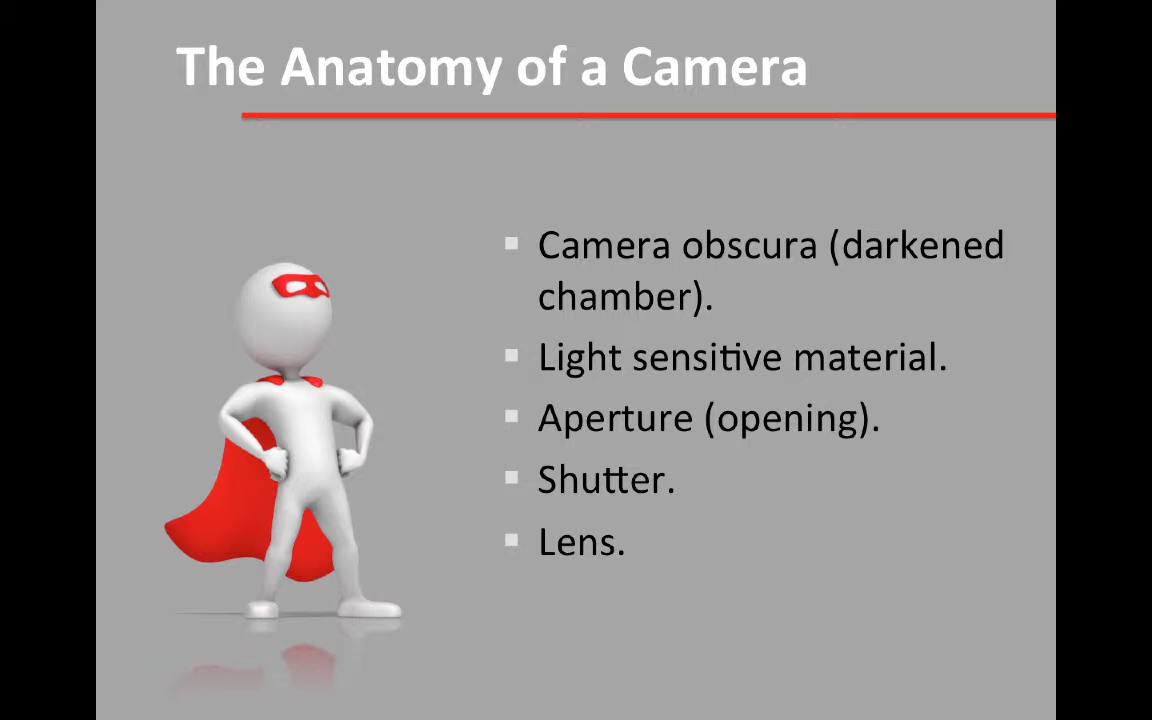 The Anatomy of a Camera
Camera obscura (darkened
chamber).
Light sensitive material.
Aperture (opening).
Shutter.
Lens.